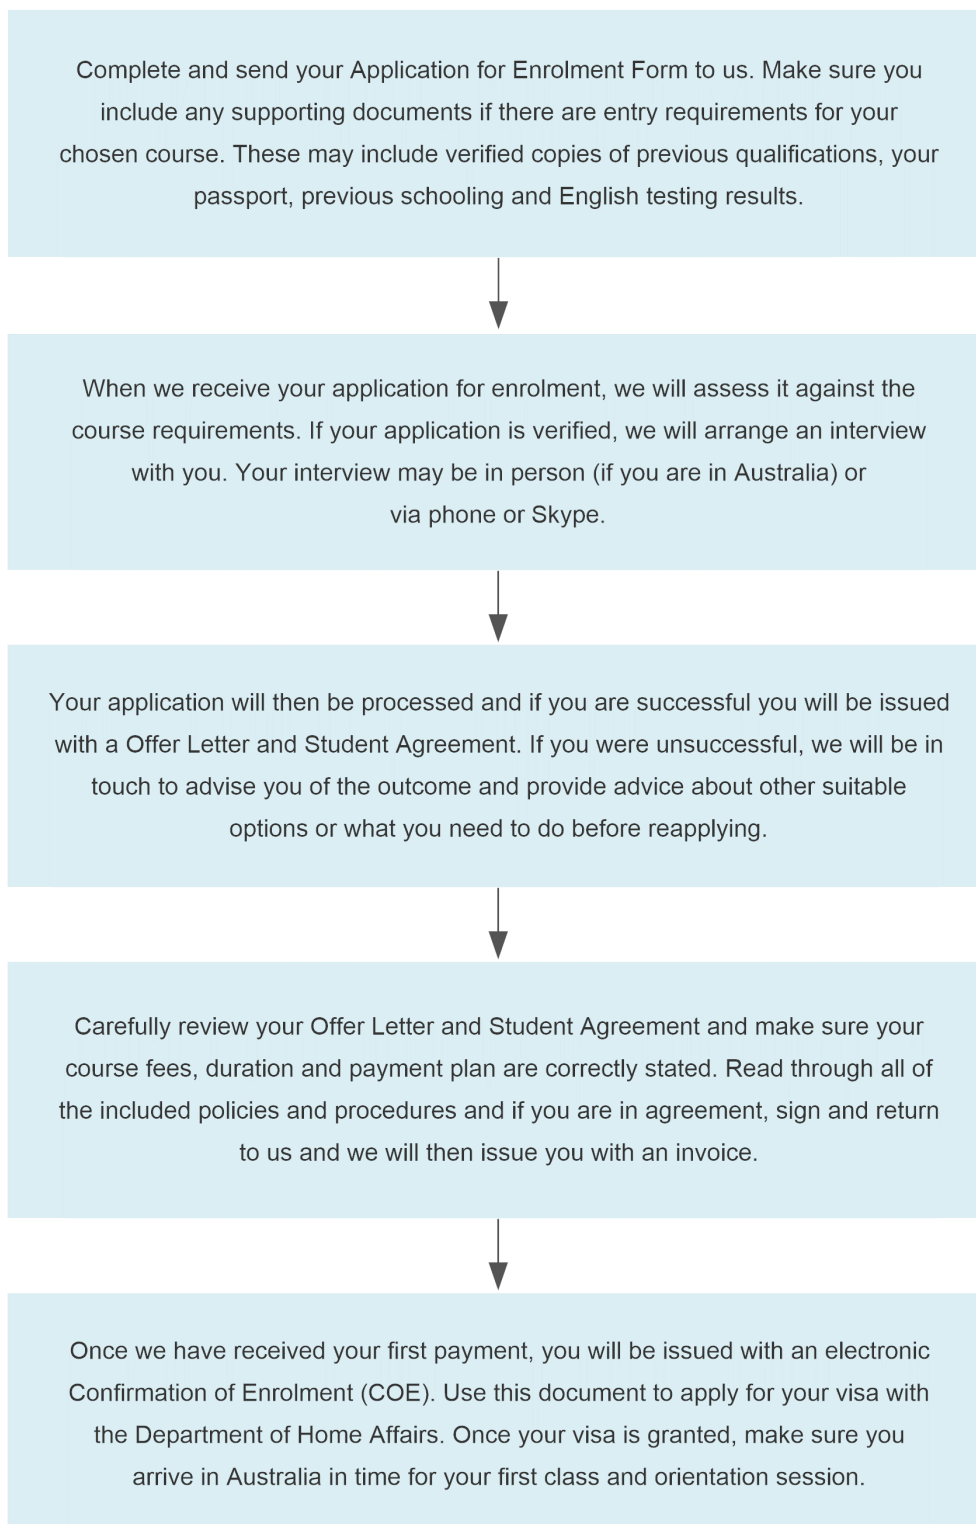 Complete and send your Application for Enrolment Form to us. Make sure you
include any supporting documents if there are entry requirements for your
chosen course. These may include verified copies of previous qualifications, your
passport, previous schooling and English testing results.
When we receive your application for enrolment, we will assess it against the
course requirements. If your application is verified, we will arrange an interview
with you. Your interview may be in person (if you are in Australia) or
via phone or Skype.
Your application will then be processed and if you are successful you will be issued
with a Offer Letter and Student Agreement. If you were unsuccessful, we will be in
touch to advise you of the outcome and provide advice about other suitable
options or what you need to do before reapplying.
Carefully review your Offer Letter and Student Agreement and make sure your
course fees, duration and payment plan are correctly stated. Read through all of
the included policies and procedures and if you are in agreement, sign and return
to us and we will then issue you with an invoice.
Once we have received your first payment, you will be issued with an electronic
Confirmation of Enrolment (COE). Use this document to apply for your visa with
the Department of Home Affairs. Once your visa is granted, make sure you
arrive in Australia in time for your first class and orientation session.